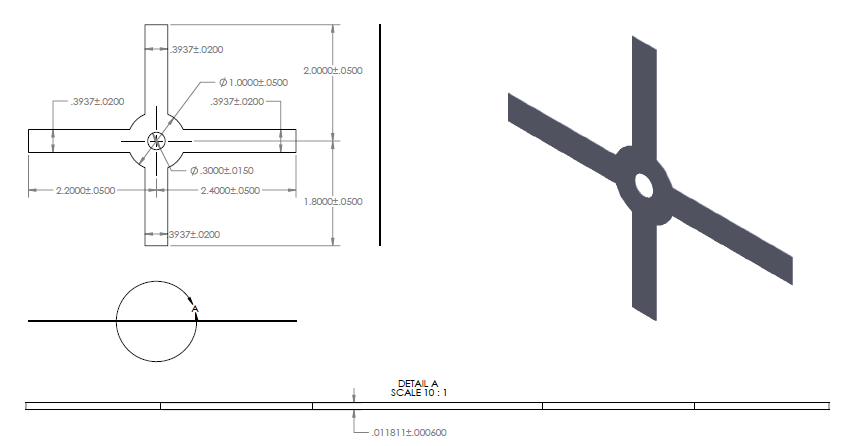 .3937±.0200
2.0000±.0500
Ø1.0000±.0500
.3937±.0200
.3937±.0200
Ø.3000±.0150
2.2000±.0500
2.4000±.0500
1.8000±.0500
.3937±.0200
A
DETAIL A
SCALE 10 : 1
.011811±.000600